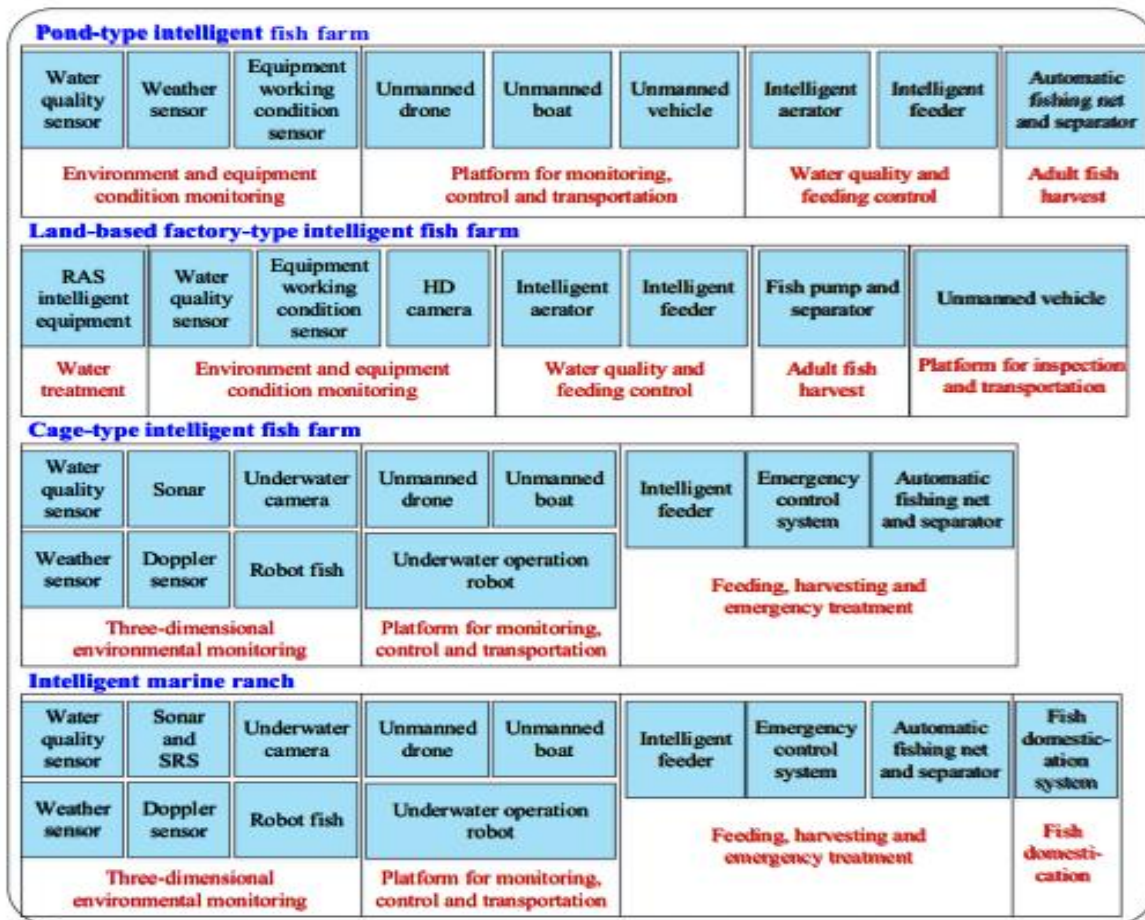 Pond-type intelligent fish farm
Water
quality
sensor
Weather
sensor
Equipment
working
condition
sensor
Unmanned
drone
Unmanned
boat
Unmanned
vehicle
Intelligent
aerator
Intelligent
feeder
Automatic
fishing net
and separator
Environment and equipment
condition monitoring
Platform for monitoring,
control and transportation
Water quality and
feeding control
Adult fish
harvest
Land-based factory-type intelligent fish farm
RAS
intelligent
equipment
Water
quality
sensor
Equipment
working
condition
sensor
HD
camera
Intelligent
aerator
Intelligent
feeder
Fish pump and
separator
Unmanned vehicle
Water
treatment
Environment and equipment
condition monitoring
Water quality and
feeding control
Adult fish
harvest
Platform for inspection
and transportation
Cage-type intelligent fish farm
Water
quality
sensor
Sonar
Underwater
camera
Unmanned
drone
Unmanned
boat
Intelligent
feeder
Emergency
control
system
Automatic
fishing net
and separator
Weather
sensor
Doppler
sensor
Robot fish
Underwater operation
robot
Three-dimensional
environmental monitoring
Platform for monitoring,
control and transportation
Feeding, harvesting and
emergency treatment
Intelligent marine ranch
Water
quality
sensor
Sonar
and
SRS
Underwater
camera
Unmanned
drone
Unmanned
boat
Intelligent
feeder
Emergency
control
system
Automatic
fishing net
and separator
Fish
domestic-
ation
system
Weather
sensor
Doppler
sensor
Robot fish
Underwater operation
robot
Three-dimensional
environmental monitoring
Platform for monitoring,
control and transportation
Feeding, harvesting and
emergency treatment
Fish
domesti-
cation